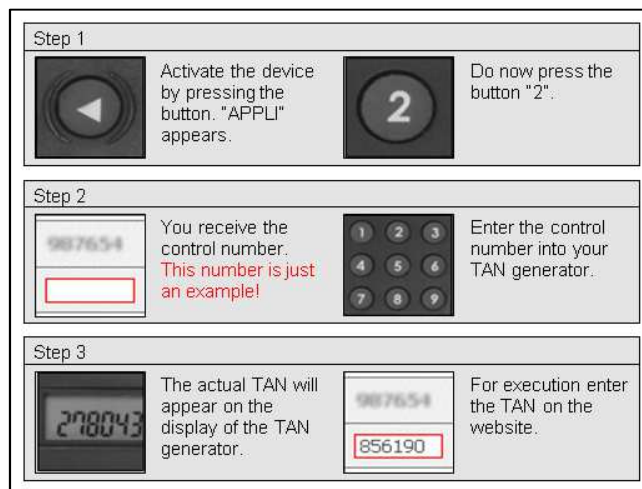 Step 1
Activate the device
by pressing the
button. "APPLI"
appears.
2
Do now press the
button "2".
Step 2
987654
You receive the
control number.
This number is just
an example!
1 2 3
4 5 6
7 8 9
Enter the control
number into your
TAN generator.
Step 3
278043
The actual TAN will
appear on the
display of the TAN
generator.
987654
856190
For execution enter
the TAN on the
website.